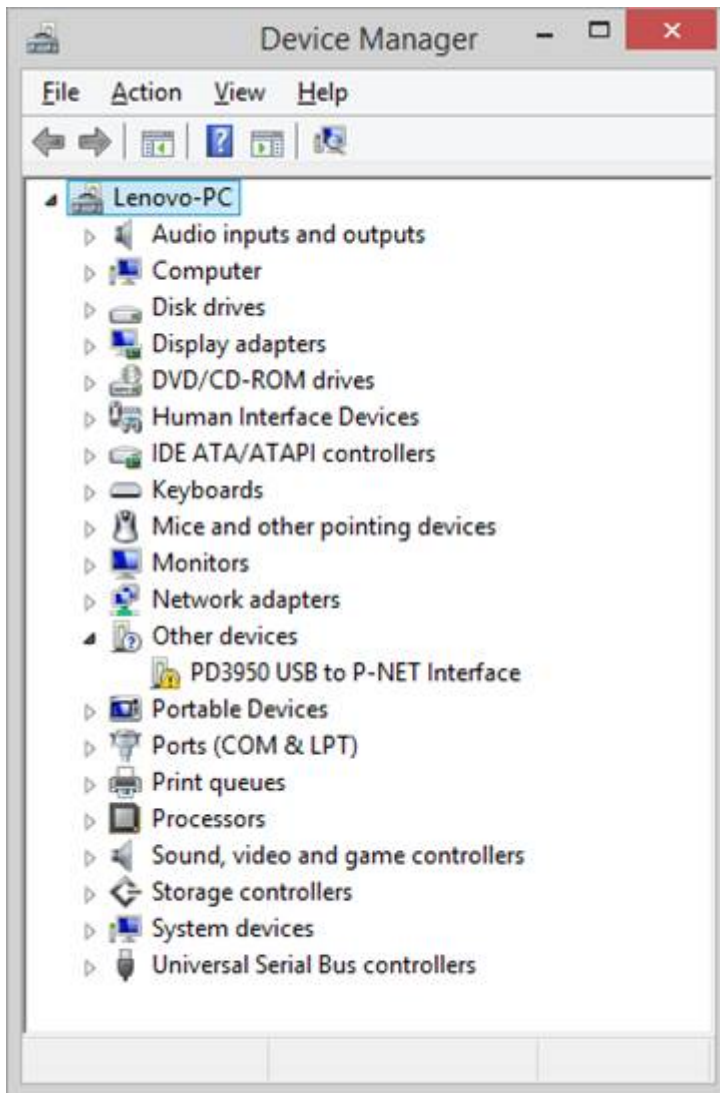 Device Manager
File Action View Help
Lenovo-PC
Audio inputs and outputs
Computer
Disk drives
Display adapters
DVD/CD-ROM drives
Human Interface Devices
IDE ATA/ATAPI controllers
Keyboards
Mice and other pointing devices
Monitors
Network adapters
Other devices
PD3950 USB to P-NET Interface
Portable Devices
Ports (COM & LPT)
Print queues
Processors
Sound, video and game controllers
Storage controllers
System devices
Universal Serial Bus controllers